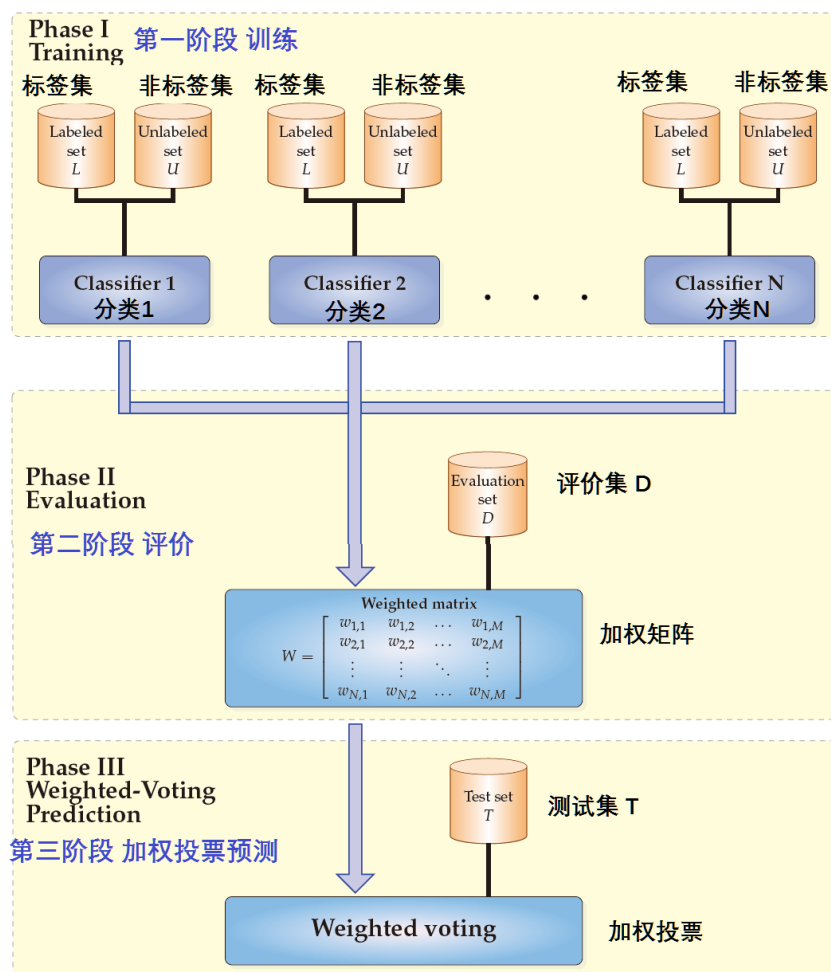 Phase I
Training
第一阶段 训练
标签集
非标签集
标签集
非标签集
标签集
非标签集
Labeled
set
L
Unlabeled
set
U
Labeled
set
L
Unlabeled
set
U
Labeled
set
L
Unlabeled
set
U
Classifier 1
分类1
Classifier 2
分类2
. . .
Classifier N
分类N
Phase II
Evaluation
第二阶段 评价
Evaluation
set
D
评价集 D
Weighted matrix
W =
w1,1 w1,2 … w1,M
w2,1 w2,2 … w2,M
⋮ ⋮ ⋱ ⋮
wN,1 wN,2 … wN,M
加权矩阵
Phase III
Weighted-Voting
Prediction
第三阶段 加权投票预测
Test set
T
测试集 T
Weighted voting
加权投票